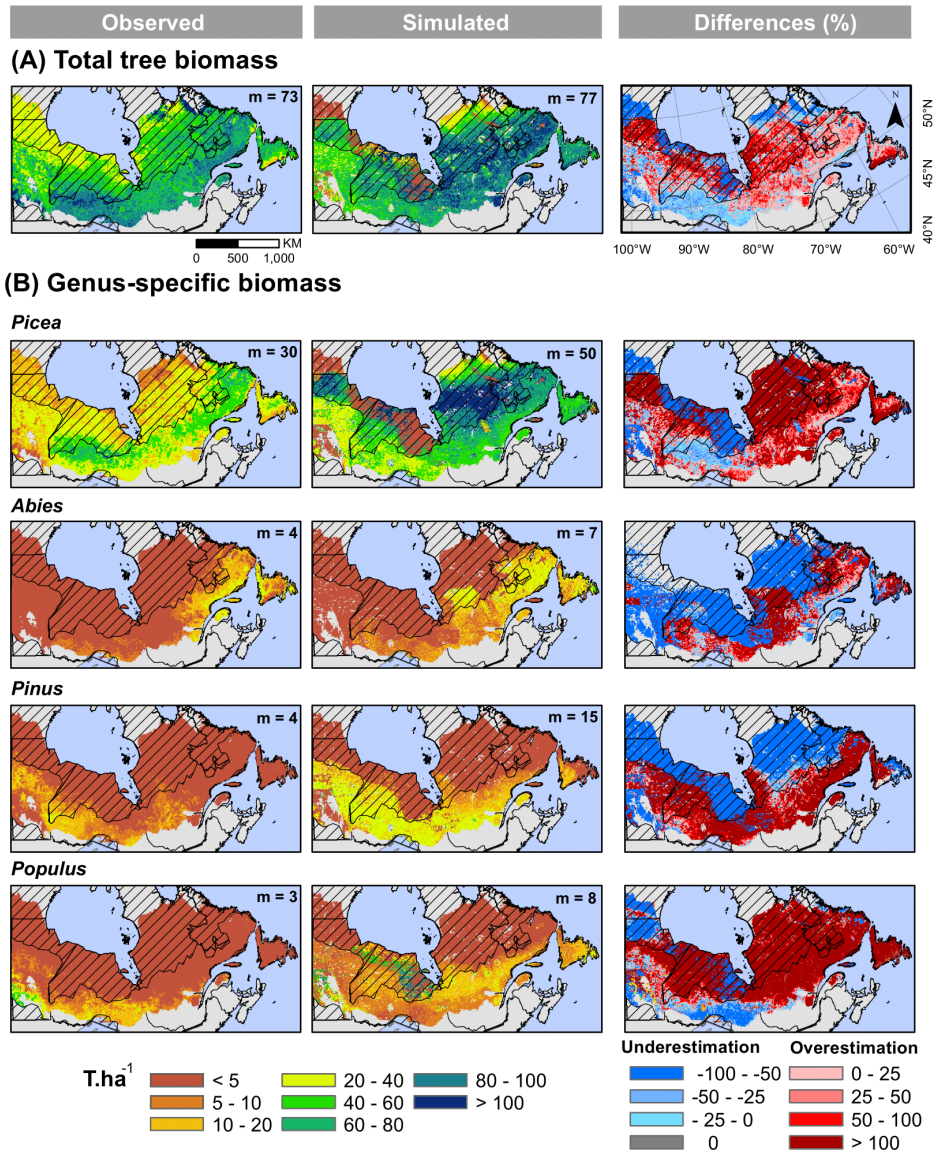 Observed Simulated Differences (%)
(A) Total tree biomass
m = 73 m = 77 N
50°N
45°N
40°N
KM
0 500 1,000
100°W 90°W 80°W 70°W 60°W
(B) Genus-specific biomass
Picea
m = 30 m = 50
Abies
m = 4 m = 7
Pinus
m = 4 m = 15
Populus
m = 3 m = 8
Underestimation Overestimation
T.ha-1
< 5 20 - 40 80 - 100 -100 - -50 0 - 25
5 - 10 40 - 60 > 100 -50 - -25 25 - 50
10 - 20 60 - 80 - 25 - 0 50 - 100
0 > 100